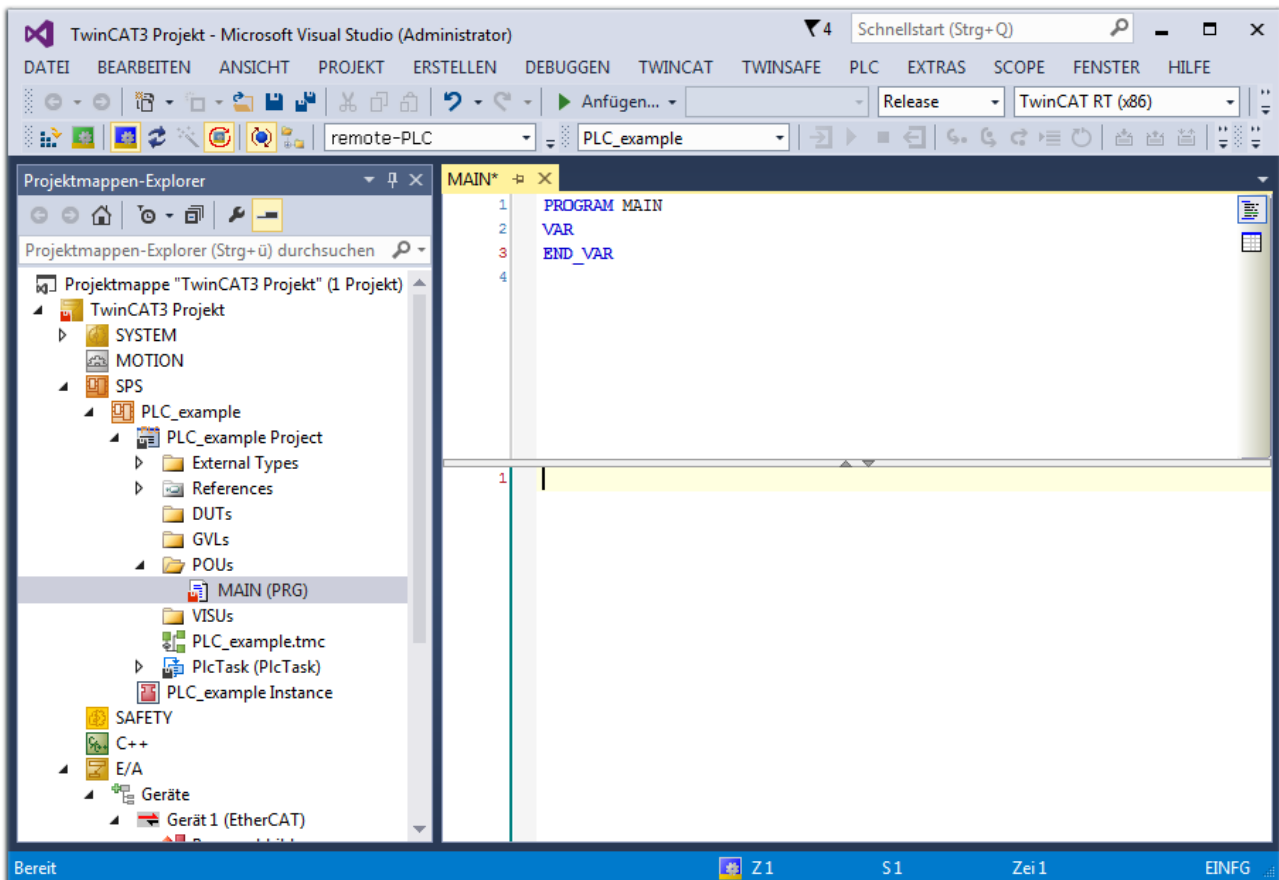 TwinCAT3 Projekt - Microsoft Visual Studio (Administrator) 4 Schnellstart (Strg+Q)
DATEI BEARBEITEN ANSICHT PROJEKT ERSTELLEN DEBUGGEN TWINCAT TWINSAFE PLC EXTRAS SCOPE FENSTER HILFE
Anfügen... Release TwinCAT RT (x86)
remote-PLC PLC_example
Projektmappen-Explorer
Projektmappen-Explorer (Strg+ü) durchsuchen
Projektmappe "TwinCAT3 Projekt" (1 Projekt)
TwinCAT3 Projekt
SYSTEM
MOTION
SPS
PLC_example
PLC_example Project
External Types
References
DUTs
GVLs
POUs
MAIN (PRG)
VISUs
PLC_example.tmc
PlcTask (PlcTask)
PLC_example Instance
SAFETY
C++
E/A
Geräte
Gerät 1 (EtherCAT)
MAIN*
1 PROGRAM MAIN
2 VAR
3 END_VAR
4
1
Bereit Z 1 S 1 Zei 1 EINFG